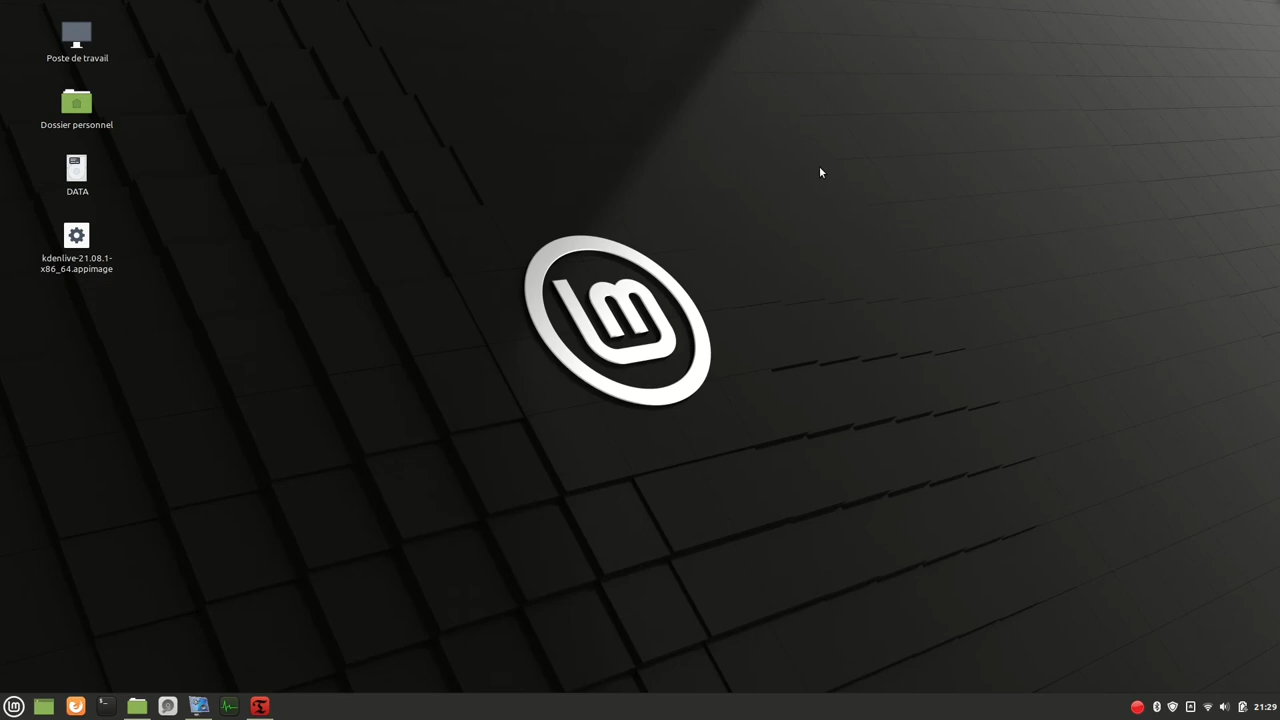 Poste de travail
Dossier personnel
DATA
kdenlive-21.08.1-
x86_64.appimage
21:29